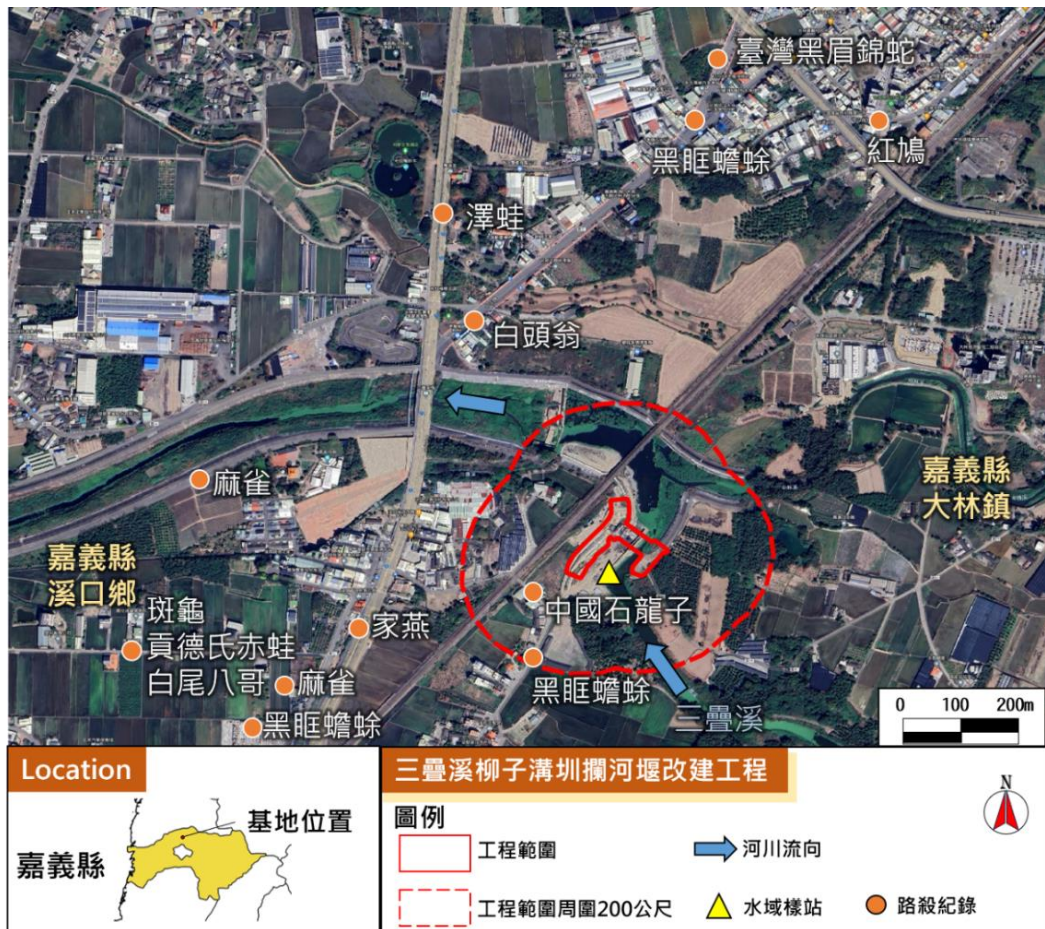 臺灣黑眉錦蛇
黑眶蟾蜍
紅鳩
澤蛙
白頭翁
麻雀
嘉義縣
大林鎮
嘉義縣
溪口鄉
斑龜
貢德氏赤蛙
白尾八哥
家燕
麻雀
黑眶蟾蜍
中國石龍子
黑眶蟾蜍
三疊溪
0 100 200m
Location
嘉義縣
基地位置
三疊溪柳子溝圳攔河堰改建工程
圖例
工程範圍
河川流向
工程範圍周圍200公尺
水域樣站
路殺紀錄
N